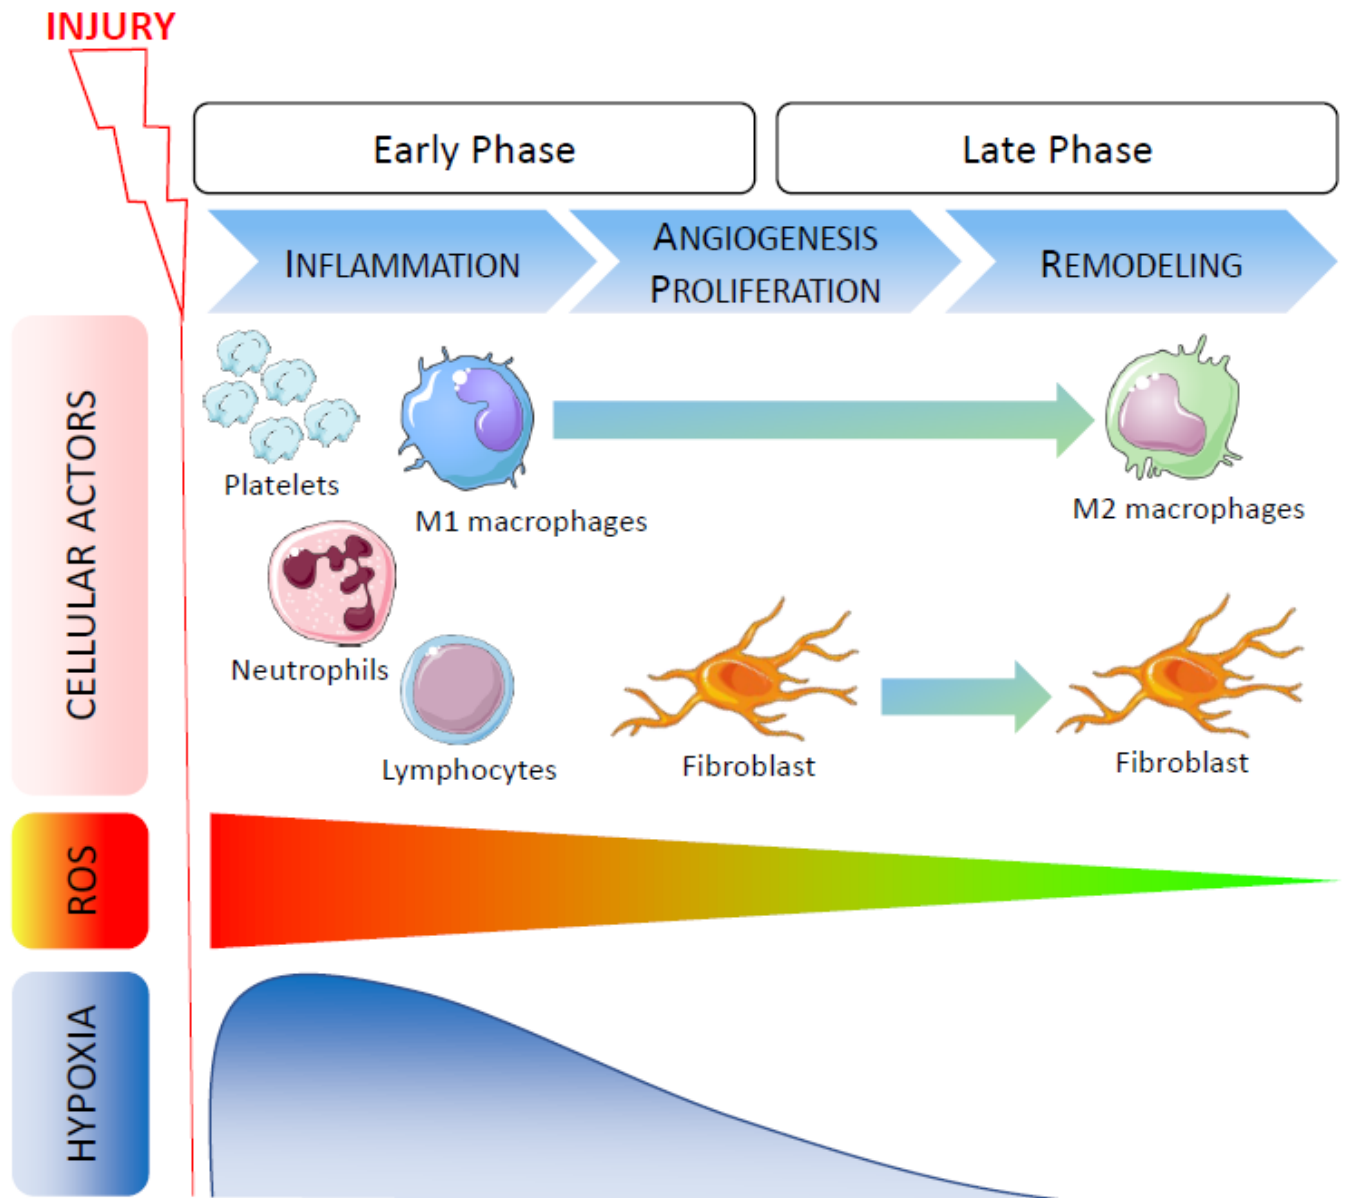 INJURY
Early Phase
Late Phase
INFLAMMATION
ANGIOGENESIS
PROLIFERATION
REMODELING
CELLULAR ACTORS
Platelets
M1 macrophages
M2 macrophages
Neutrophils
Lymphocytes
Fibroblast
Fibroblast
ROS
HYPOXIA